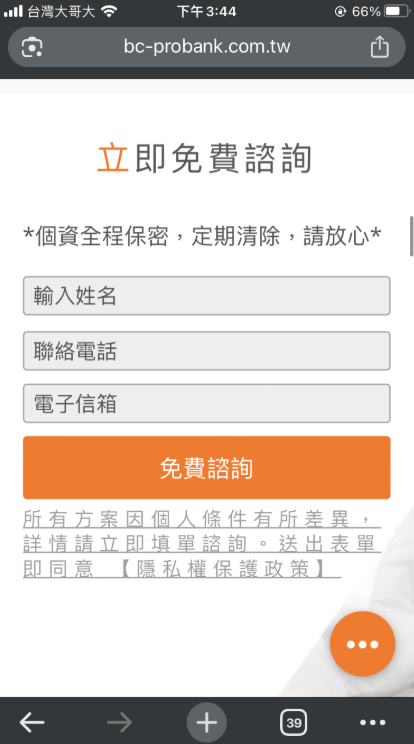 台灣大哥大 下午3:44 66%
bc-probank.com.tw
立即免費諮詢
*個資全程保密，定期清除，請放心*
輸入姓名
聯絡電話
電子信箱
免費諮詢
所有方案因個人條件有所差異，
詳情請立即填單諮詢。送出表單
即同意 【隱私權保護政策】
39